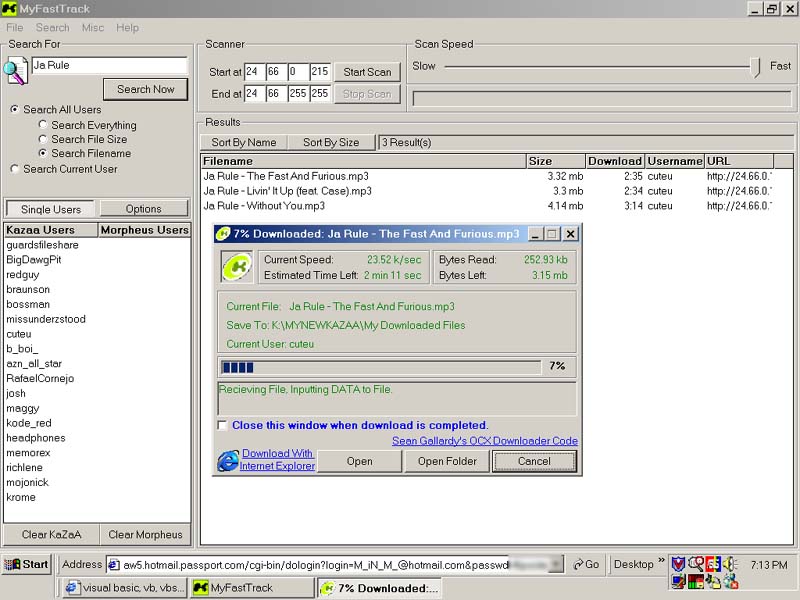 MyFastTrack
File Search Misc Help
Search For
Ja Rule
Search Now
Search All Users
Search Everything
Search File Size
Search Filename
Search Current User
Single Users Options
Kazaa Users Morpheus Users
guardsfileshare
BigDawgPit
redguy
braunson
bossman
missunderzstood
cuteu
b_boi_
azn_all_star
RafaelCornejo
josh
maggy
kode_red
headphones
memorex
richlene
mojonick
krome
Clear KaZaA Clear Morpheus
Scanner
Start at 24 66 0 215 Start Scan
End at 24 66 255 255 Stop Scan
Scan Speed
Slow Fast
Results
Sort By Name Sort By Size 3 Result(s)
Filename Size Download Username URL
Ja Rule - The Fast And Furious.mp3 3.32 mb 2:35 cuteu http://24.66.0.
Ja Rule - Livin' It Up (feat. Case).mp3 3.3 mb 2:34 cuteu http://24.66.0.
Ja Rule - Without You.mp3 4.14 mb 3:14 cuteu http://24.66.0.
7% Downloaded: Ja Rule - The Fast And Furious.mp3
Current Speed: 23.52 k/sec Bytes Read: 252.93 kb
Estimated Time Left: 2 min 11 sec Bytes Left: 3.15 mb
Current File: Ja Rule - The Fast And Furious.mp3
Save To: K:\MYNEWKAZAA\My Downloaded Files
Current User: cuteu
7%
Recieving File, Inputting DATA to File.
Close this window when download is completed.
Sean Gallardy's OCX Downloader Code
Download With
Internet Explorer
Open Open Folder Cancel
Start Address aw5.hotmail.passport.com/cgi-bin/dologin?login=M_iN_M_@hotmail.com&passwd Go Desktop » 7:13 PM
visual basic, vb, vbs... MyFastTrack 7% Downloaded:...